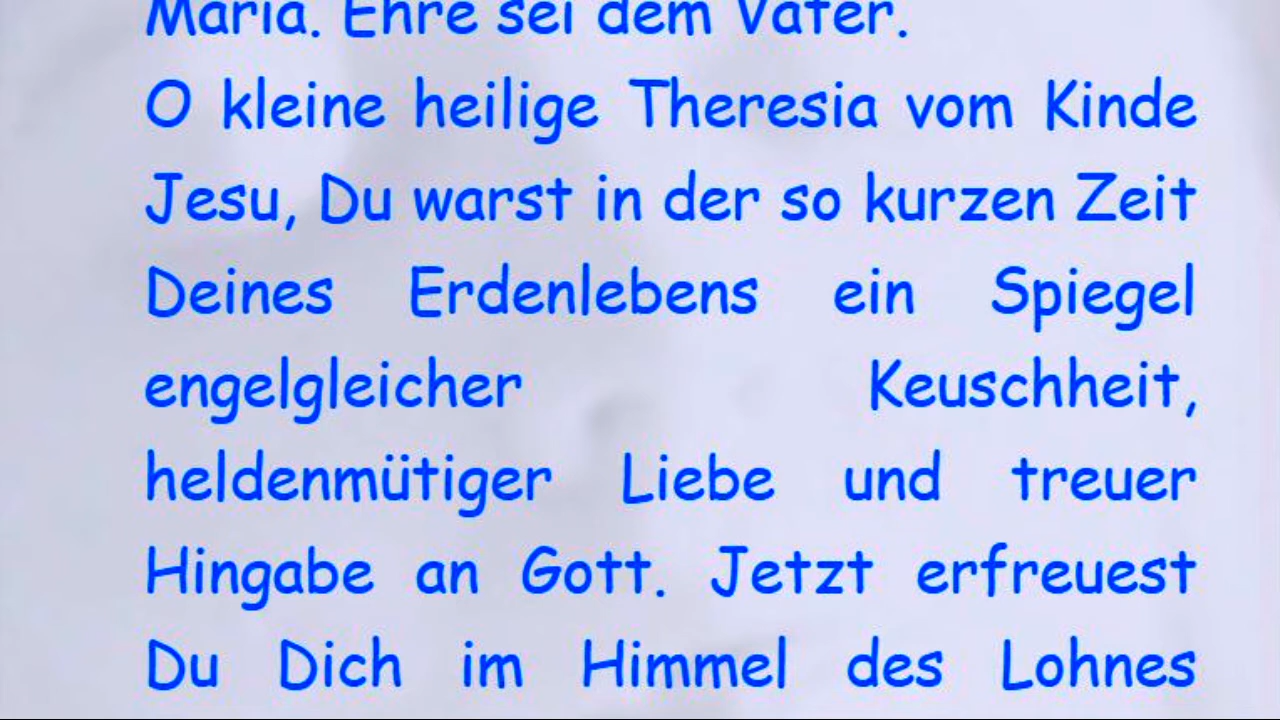 Maria. Ehre sei dem Vater.
O kleine heilige Theresia vom Kinde
Jesu, Du warst in der so kurzen Zeit
Deines Erdenlebens ein Spiegel
engelgleicher Keuschheit,
heldenmütiger Liebe und treuer
Hingabe an Gott. Jetzt erfreuest
Du Dich im Himmel des Lohnes